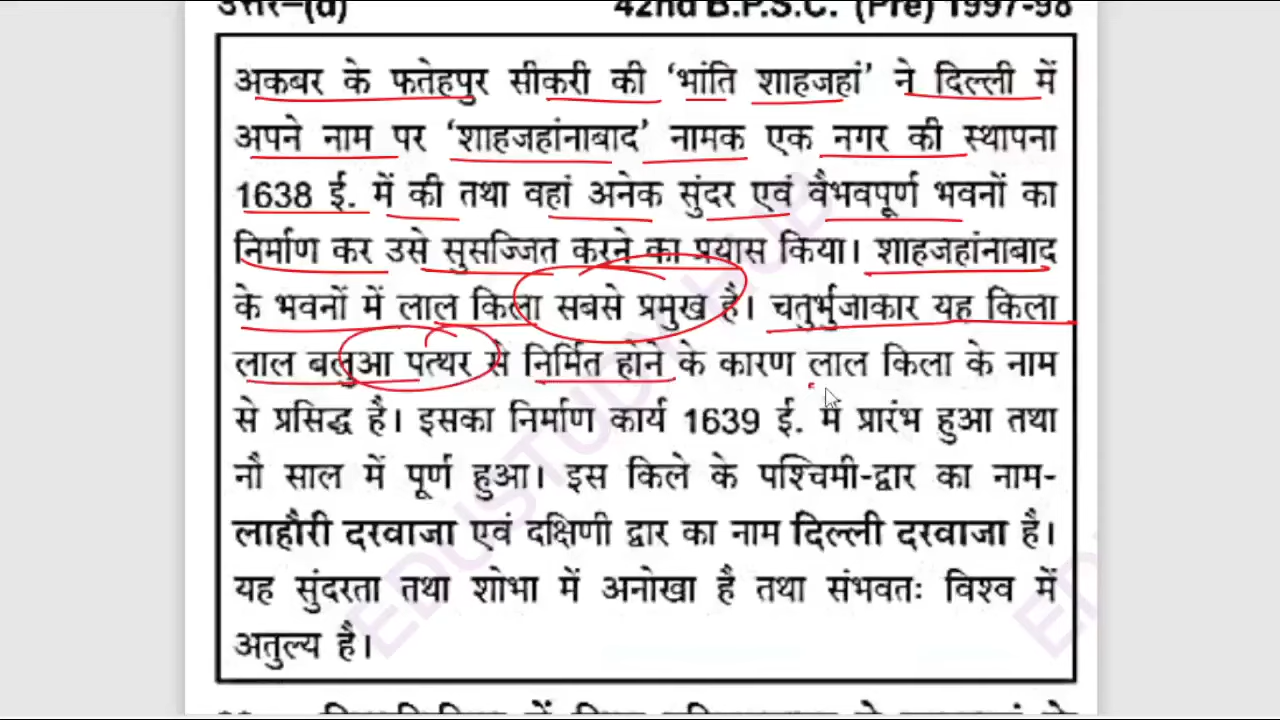 उत्तर–(d) 42nd B.P.S.C. (Pre) 1997-98
अकबर के फतेहपुर सीकरी की ‘भांति शाहजहां’ ने दिल्ली में
अपने नाम पर ‘शाहजहांनाबाद’ नामक एक नगर की स्थापना
1638 ई. में की तथा वहां अनेक सुंदर एवं वैभवपूर्ण भवनों का
निर्माण कर उसे सुसज्जित करने का प्रयास किया। शाहजहांनाबाद
के भवनों में लाल किला सबसे प्रमुख है। चतुर्भुजाकार यह किला
लाल बलुआ पत्थर से निर्मित होने के कारण लाल किला के नाम
से प्रसिद्ध है। इसका निर्माण कार्य 1639 ई. में प्रारंभ हुआ तथा
नौ साल में पूर्ण हुआ। इस किले के पश्चिमी-द्वार का नाम-
लाहौरी दरवाजा एवं दक्षिणी द्वार का नाम दिल्ली दरवाजा है।
यह सुंदरता तथा शोभा में अनोखा है तथा संभवतः विश्व में
अतुल्य है।
EDUSTUDY HUB